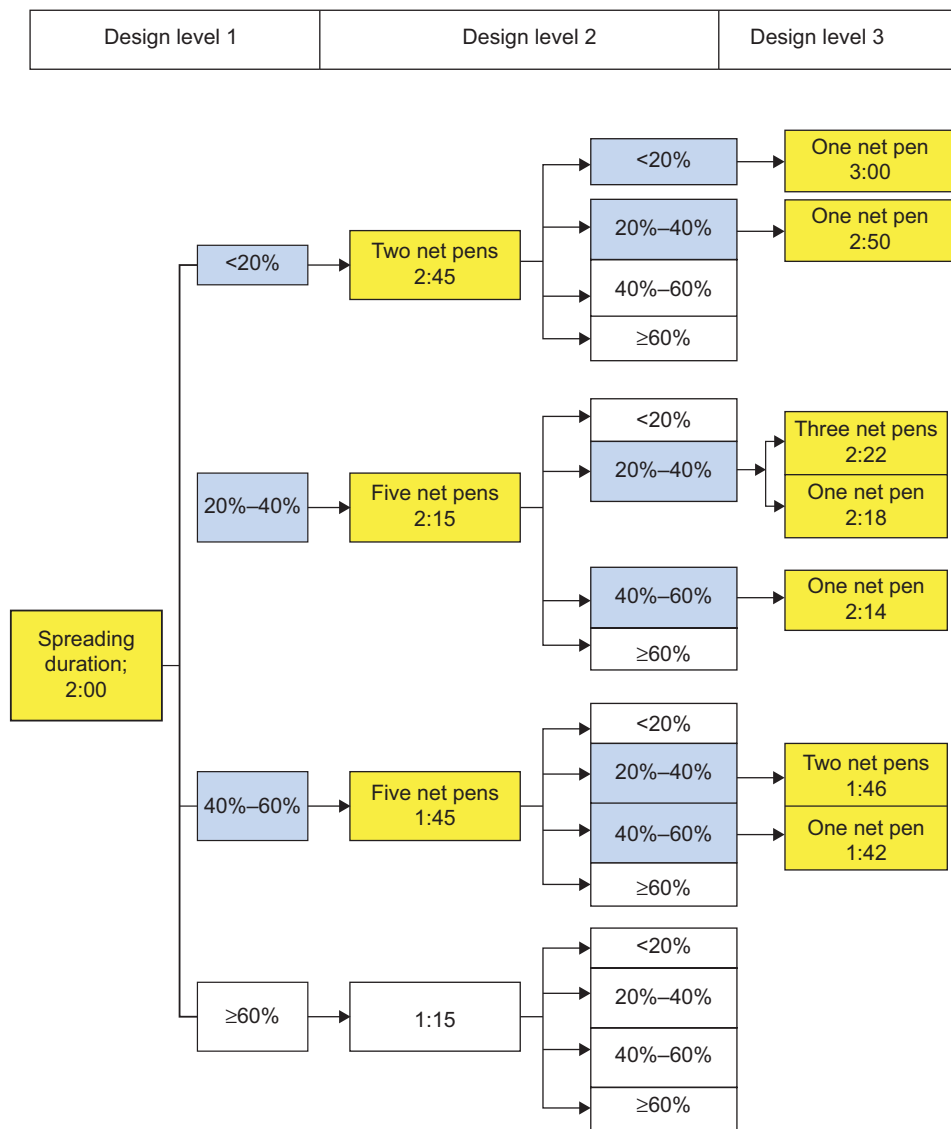 Design level 1
Design level 2
Design level 3
<20%
One net pen
3:00
20%–40%
One net pen
2:50
<20%
Two net pens
2:45
40%–60%
≥60%
<20%
Three net pens
2:22
20%–40%
One net pen
2:18
20%–40%
Five net pens
2:15
40%–60%
One net pen
2:14
≥60%
Spreading
duration;
2:00
<20%
20%–40%
Two net pens
1:46
40%–60%
Five net pens
1:45
40%–60%
One net pen
1:42
≥60%
<20%
20%–40%
≥60%
1:15
40%–60%
≥60%